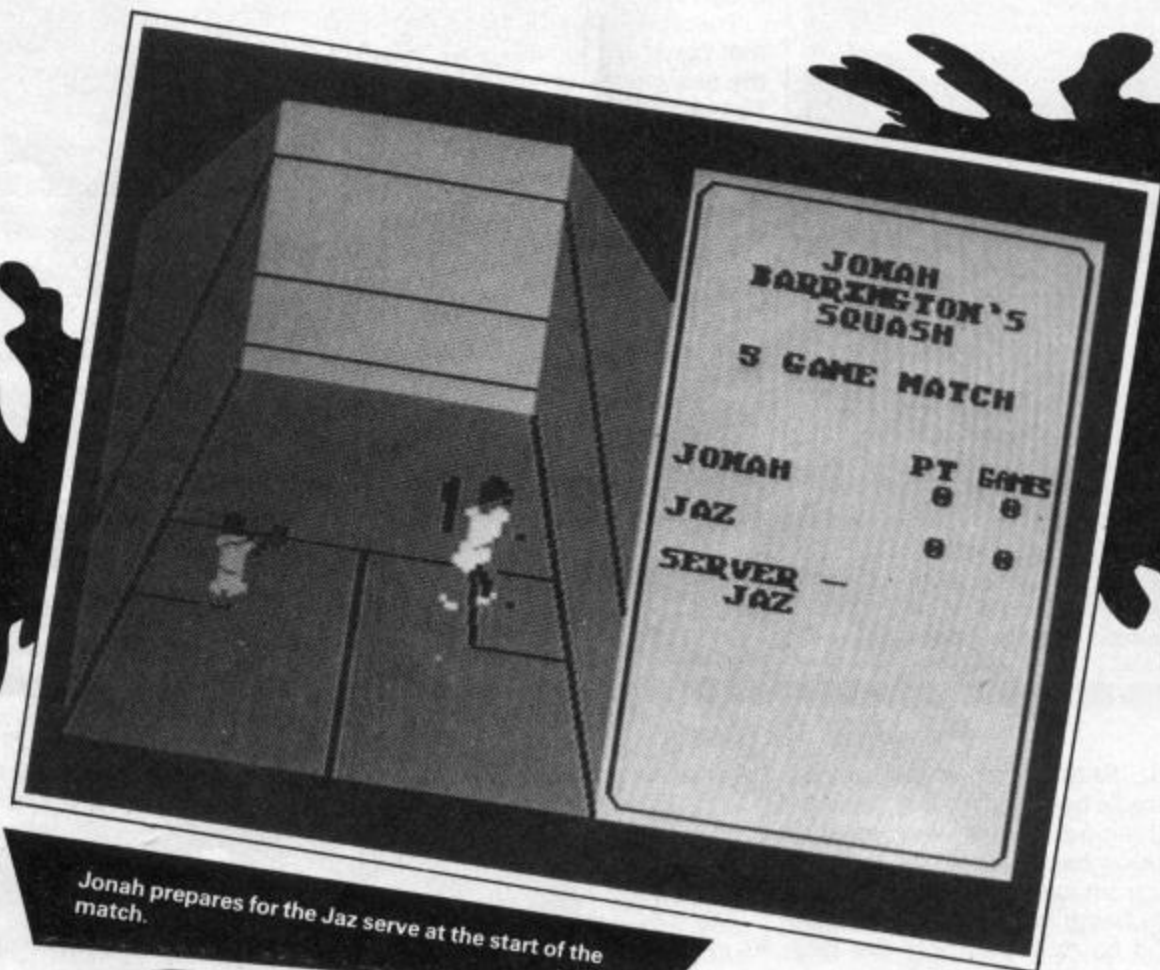 JONAH
BARRINGTON'S
SQUASH
5 GAME MATCH
JONAH PT GAMES
0 0
JAZ
0 0
SERVER —
JAZ
Jonah prepares for the Jaz serve at the start of the
match.